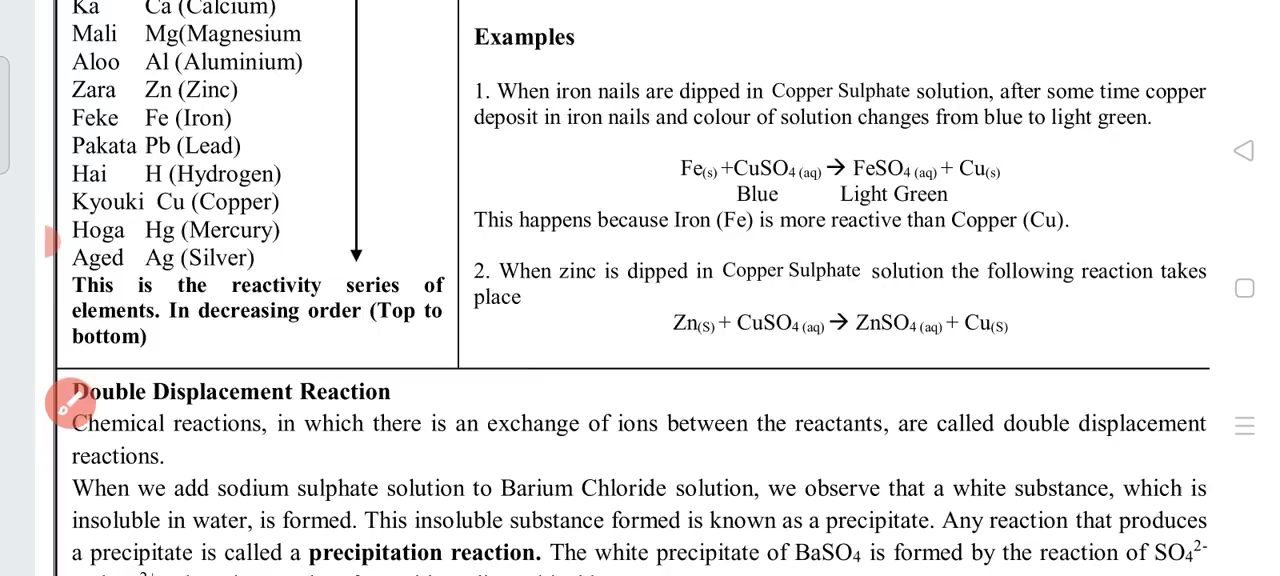 Ka Ca (Calcium)
Mali Mg(Magnesium
Aloo Al (Aluminium)
Zara Zn (Zinc)
Feke Fe (Iron)
Pakata Pb (Lead)
Hai H (Hydrogen)
Kyouki Cu (Copper)
Hoga Hg (Mercury)
Aged Ag (Silver)
This is the reactivity series of
elements. In decreasing order (Top to
bottom)
Examples
1. When iron nails are dipped in Copper Sulphate solution, after some time copper
deposit in iron nails and colour of solution changes from blue to light green.
Fe(s) +CuSO4 (aq) → FeSO4 (aq) + Cu(s)
Blue Light Green
This happens because Iron (Fe) is more reactive than Copper (Cu).
2. When zinc is dipped in Copper Sulphate solution the following reaction takes
place
Zn(S) + CuSO4 (aq) → ZnSO4 (aq) + Cu(S)
Double Displacement Reaction
Chemical reactions, in which there is an exchange of ions between the reactants, are called double displacement
reactions.
When we add sodium sulphate solution to Barium Chloride solution, we observe that a white substance, which is
insoluble in water, is formed. This insoluble substance formed is known as a precipitate. Any reaction that produces
a precipitate is called a precipitation reaction. The white precipitate of BaSO4 is formed by the reaction of SO4²⁻